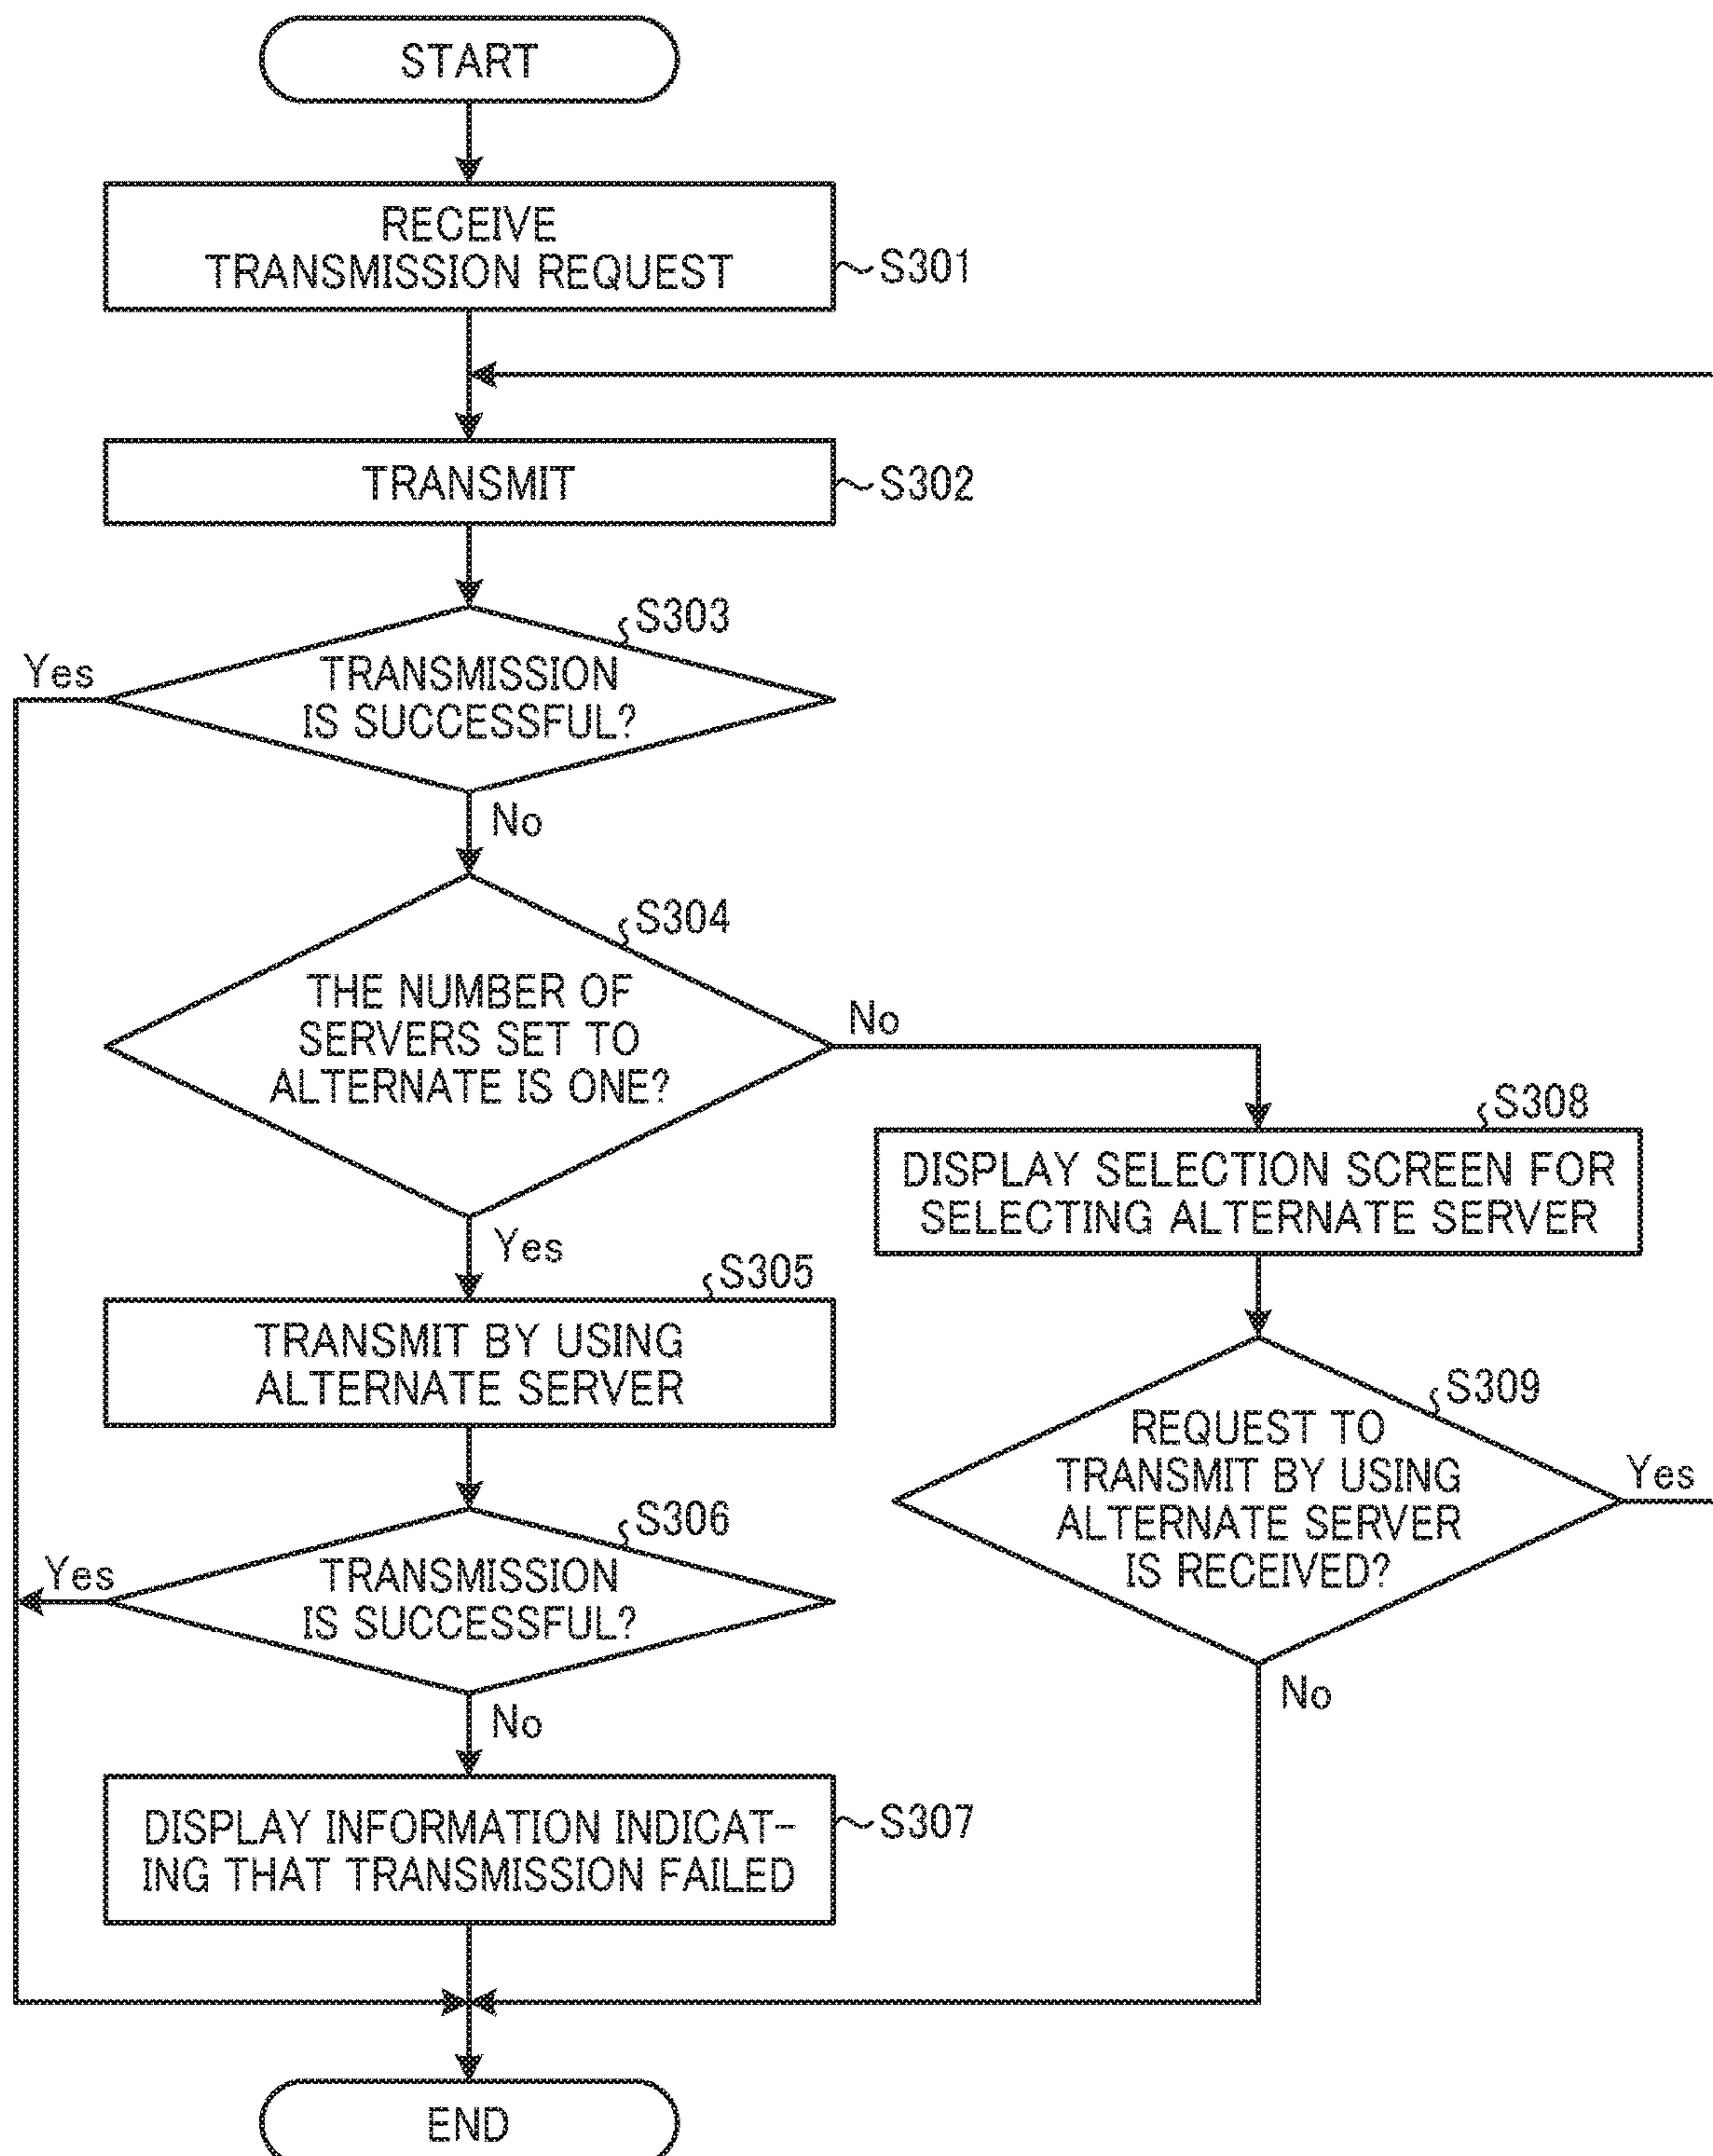 START
RECEIVE
TRANSMISSION REQUEST
S301
TRANSMIT
S302
S303
Yes
TRANSMISSION
IS SUCCESSFUL?
No
S304
THE NUMBER OF
SERVERS SET TO
ALTERNATE IS ONE?
No
Yes
S305
TRANSMIT BY USING
ALTERNATE SERVER
S306
Yes
TRANSMISSION
IS SUCCESSFUL?
No
DISPLAY INFORMATION INDICAT-
ING THAT TRANSMISSION FAILED
S307
S308
DISPLAY SELECTION SCREEN FOR
SELECTING ALTERNATE SERVER
S309
REQUEST TO
TRANSMIT BY USING
ALTERNATE SERVER
IS RECEIVED?
Yes
No
END